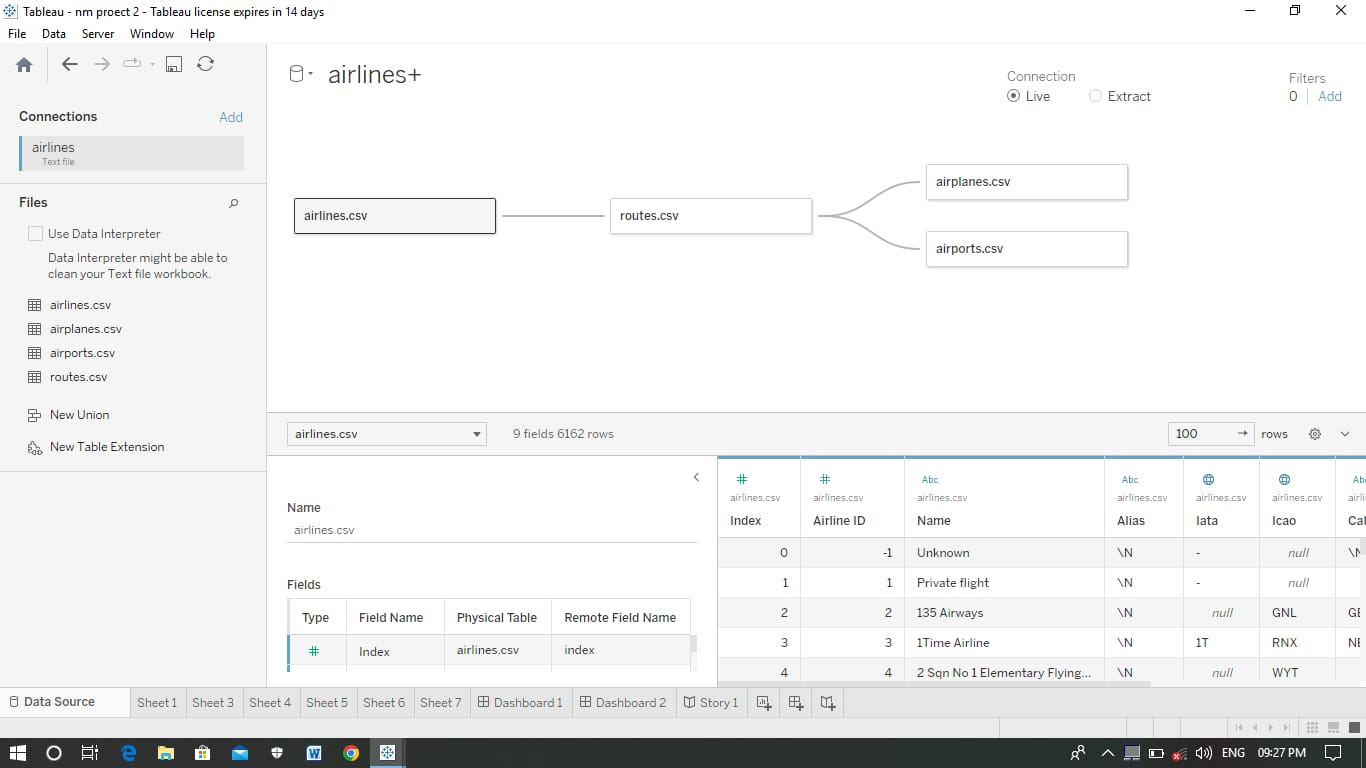 Tableau - nm proect 2 - Tableau license expires in 14 days
File Data Server Window Help
Connections Add
airlines
Text file
Files
Use Data Interpreter
Data Interpreter might be able to
clean your Text file workbook.
airlines.csv
airplanes.csv
airports.csv
routes.csv
New Union
New Table Extension
airlines+
Connection
Live Extract
Filters
0 Add
airlines.csv
routes.csv
airplanes.csv
airports.csv
airlines.csv 9 fields 6162 rows 100 rows
Name
airlines.csv
Fields
Type Field Name Physical Table Remote Field Name
# Index airlines.csv index
# # Abc Abc Ab
airlines.csv airlines.csv airlines.csv airlines.csv airlines.csv airlines.csv airli
Index Airline ID Name Alias Iata Icao Cal
0 -1 Unknown \N - null \N
1 1 Private flight \N - null
2 2 135 Airways \N null GNL GE
3 3 1Time Airline \N 1T RNX NE
4 4 2 Sqn No 1 Elementary Flying... \N null WYT
Data Source Sheet 1 Sheet 3 Sheet 4 Sheet 5 Sheet 6 Sheet 7 Dashboard 1 Dashboard 2 Story 1
ENG 09:27 PM